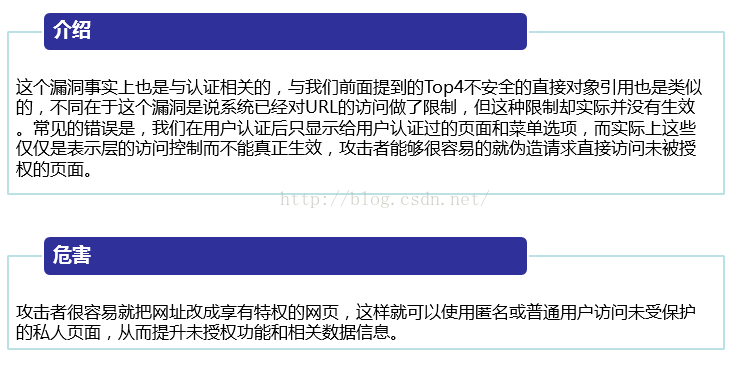 介绍
这个漏洞事实上也是与认证相关的，与我们前面提到的Top4不安全的直接对象引用也是类似
的，不同在于这个漏洞是说系统已经对URL的访问做了限制，但这种限制却实际并没有生效
。常见的错误是，我们在用户认证后只显示给用户认证过的页面和菜单选项，而实际上这些
仅仅是表示层的访问控制而不能真正生效，攻击者能够很容易的就伪造请求直接访问未被授
权的页面。
http://blog.csdn.net/
危害
攻击者很容易就把网址改成享有特权的网页，这样就可以使用匿名或普通用户访问未受保护
的私人页面，从而提升未授权功能和相关数据信息。